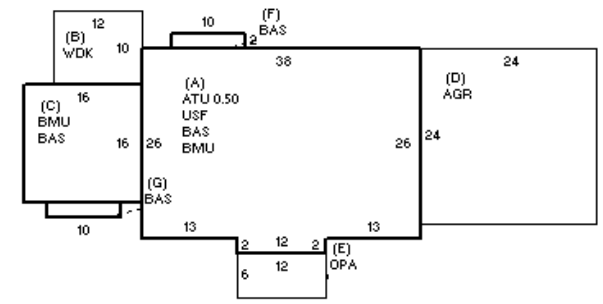 10
(F)
BAS
2
12
(B)
WDK
10
38
24
(A)
ATU 0.50
USF
BAS
BMU
(D)
AGR
16
(C)
BMU
BAS
16
26
26
24
(G)
BAS
10
13
13
2
12
2
(E)
OPA
6
12